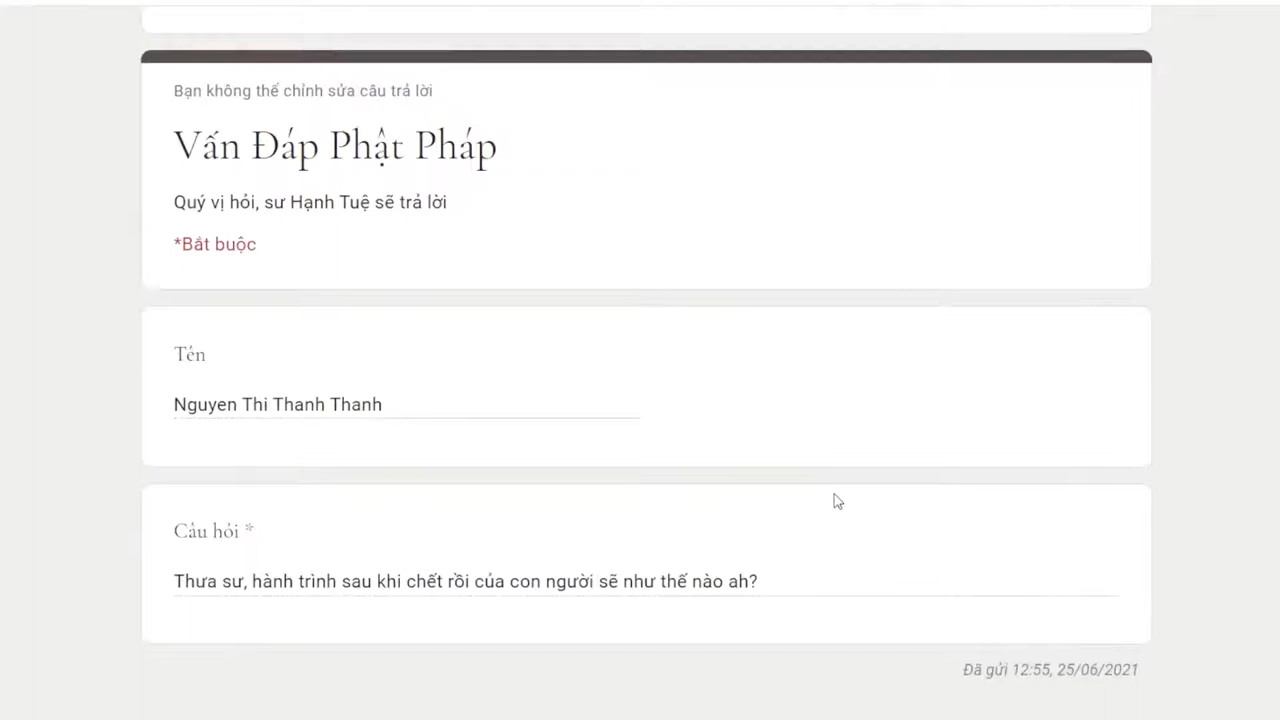 Bạn không thể chỉnh sửa câu trả lời
Vấn Đáp Phật Pháp
Quý vị hỏi, sư Hạnh Tuệ sẽ trả lời
*Bắt buộc
Tên
Nguyen Thi Thanh Thanh
Câu hỏi *
Thưa sư, hành trình sau khi chết rồi của con người sẽ như thế nào ah?
Đã gửi 12:55, 25/06/2021